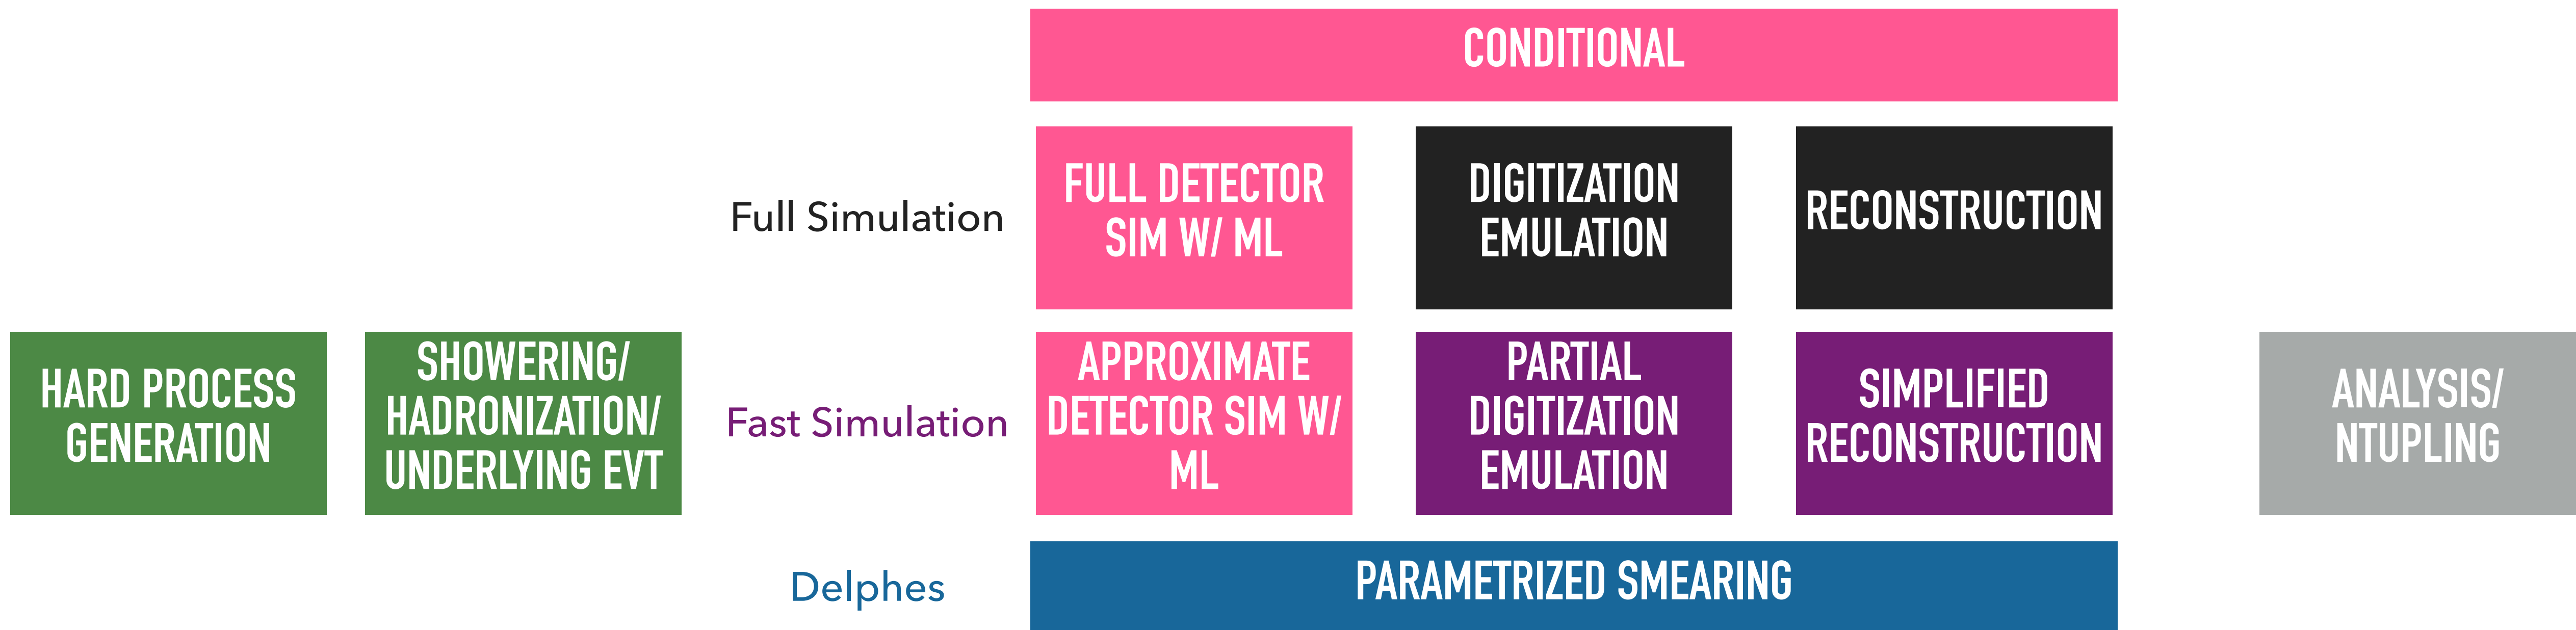 CONDITIONAL
Full Simulation
FULL DETECTOR
SIM W/ ML
DIGITIZATION
EMULATION
RECONSTRUCTION
HARD PROCESS
GENERATION
SHOWERING/
HADRONIZATION/
UNDERLYING EVT
Fast Simulation
APPROXIMATE
DETECTOR SIM W/
ML
PARTIAL
DIGITIZATION
EMULATION
SIMPLIFIED
RECONSTRUCTION
ANALYSIS/
NTUPLING
Delphes
PARAMETRIZED SMEARING